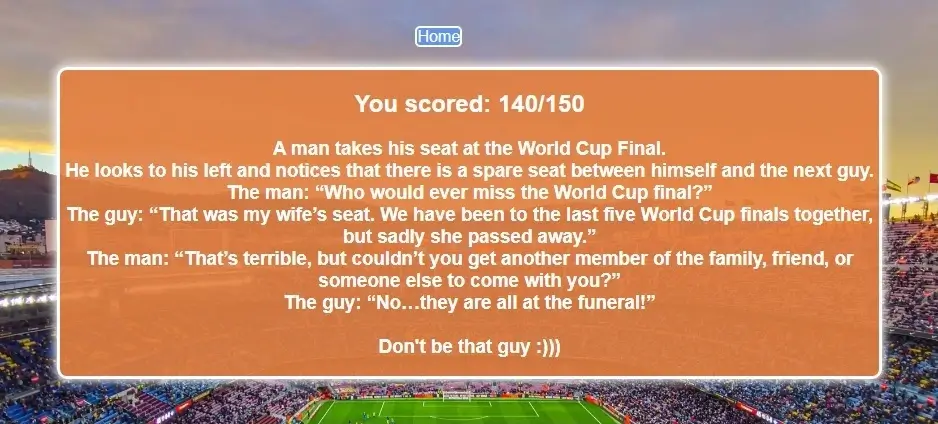 Home
You scored: 140/150
A man takes his seat at the World Cup Final.
He looks to his left and notices that there is a spare seat between himself and the next guy.
The man: “Who would ever miss the World Cup final?”
The guy: “That was my wife’s seat. We have been to the last five World Cup finals together,
but sadly she passed away.”
The man: “That’s terrible, but couldn’t you get another member of the family, friend, or
someone else to come with you?”
The guy: “No…they are all at the funeral!”
Don't be that guy :)))